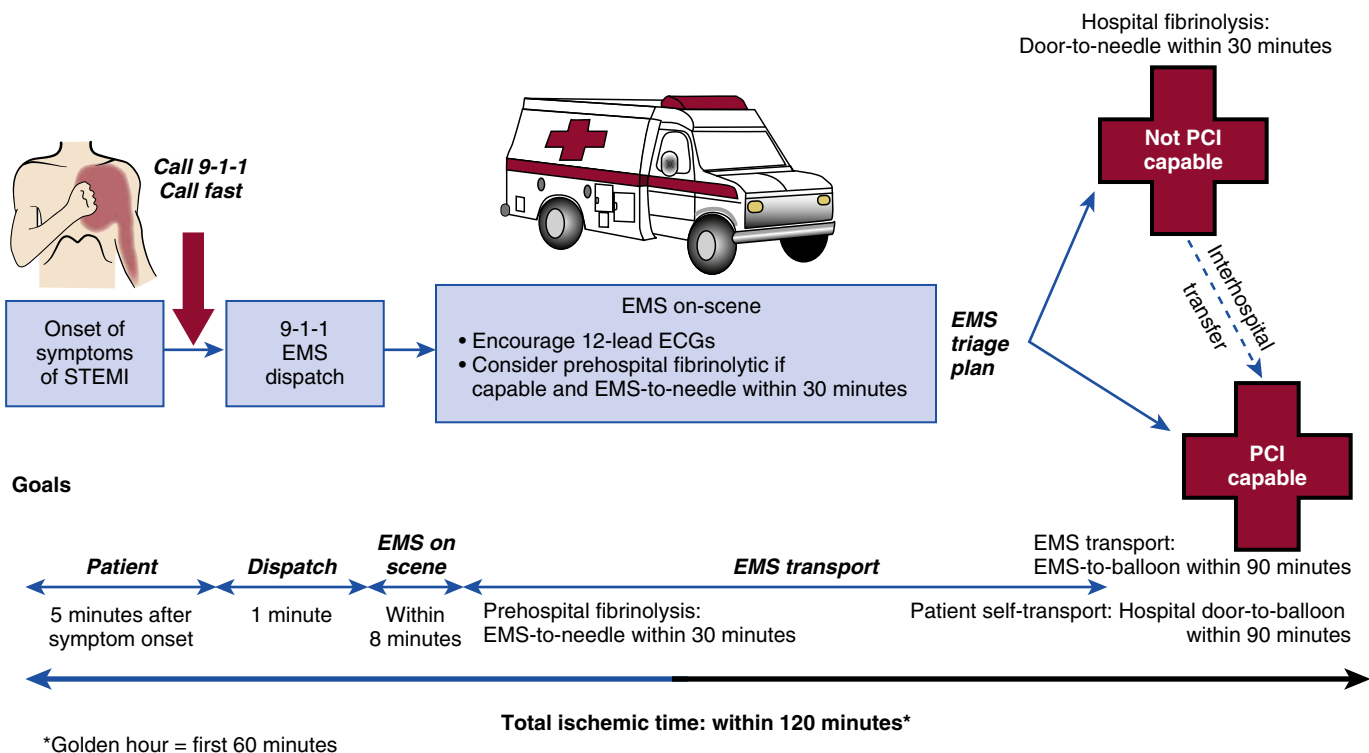 Hospital fibrinolysis:
Door-to-needle within 30 minutes
Not PCI
capable
Call 9-1-1
Call fast
Onset of
symptoms
of STEMI
9-1-1
EMS
dispatch
EMS on-scene
• Encourage 12-lead ECGs
• Consider prehospital fibrinolytic if
capable and EMS-to-needle within 30 minutes
EMS
triage
plan
Interhospital
transfer
PCI
capable
Goals
Patient
5 minutes after
symptom onset
Dispatch
1 minute
EMS on
scene
Within
8 minutes
EMS transport
Prehospital fibrinolysis:
EMS-to-needle within 30 minutes
EMS transport:
EMS-to-balloon within 90 minutes
Patient self-transport: Hospital door-to-balloon
within 90 minutes
Total ischemic time: within 120 minutes*
*Golden hour = first 60 minutes